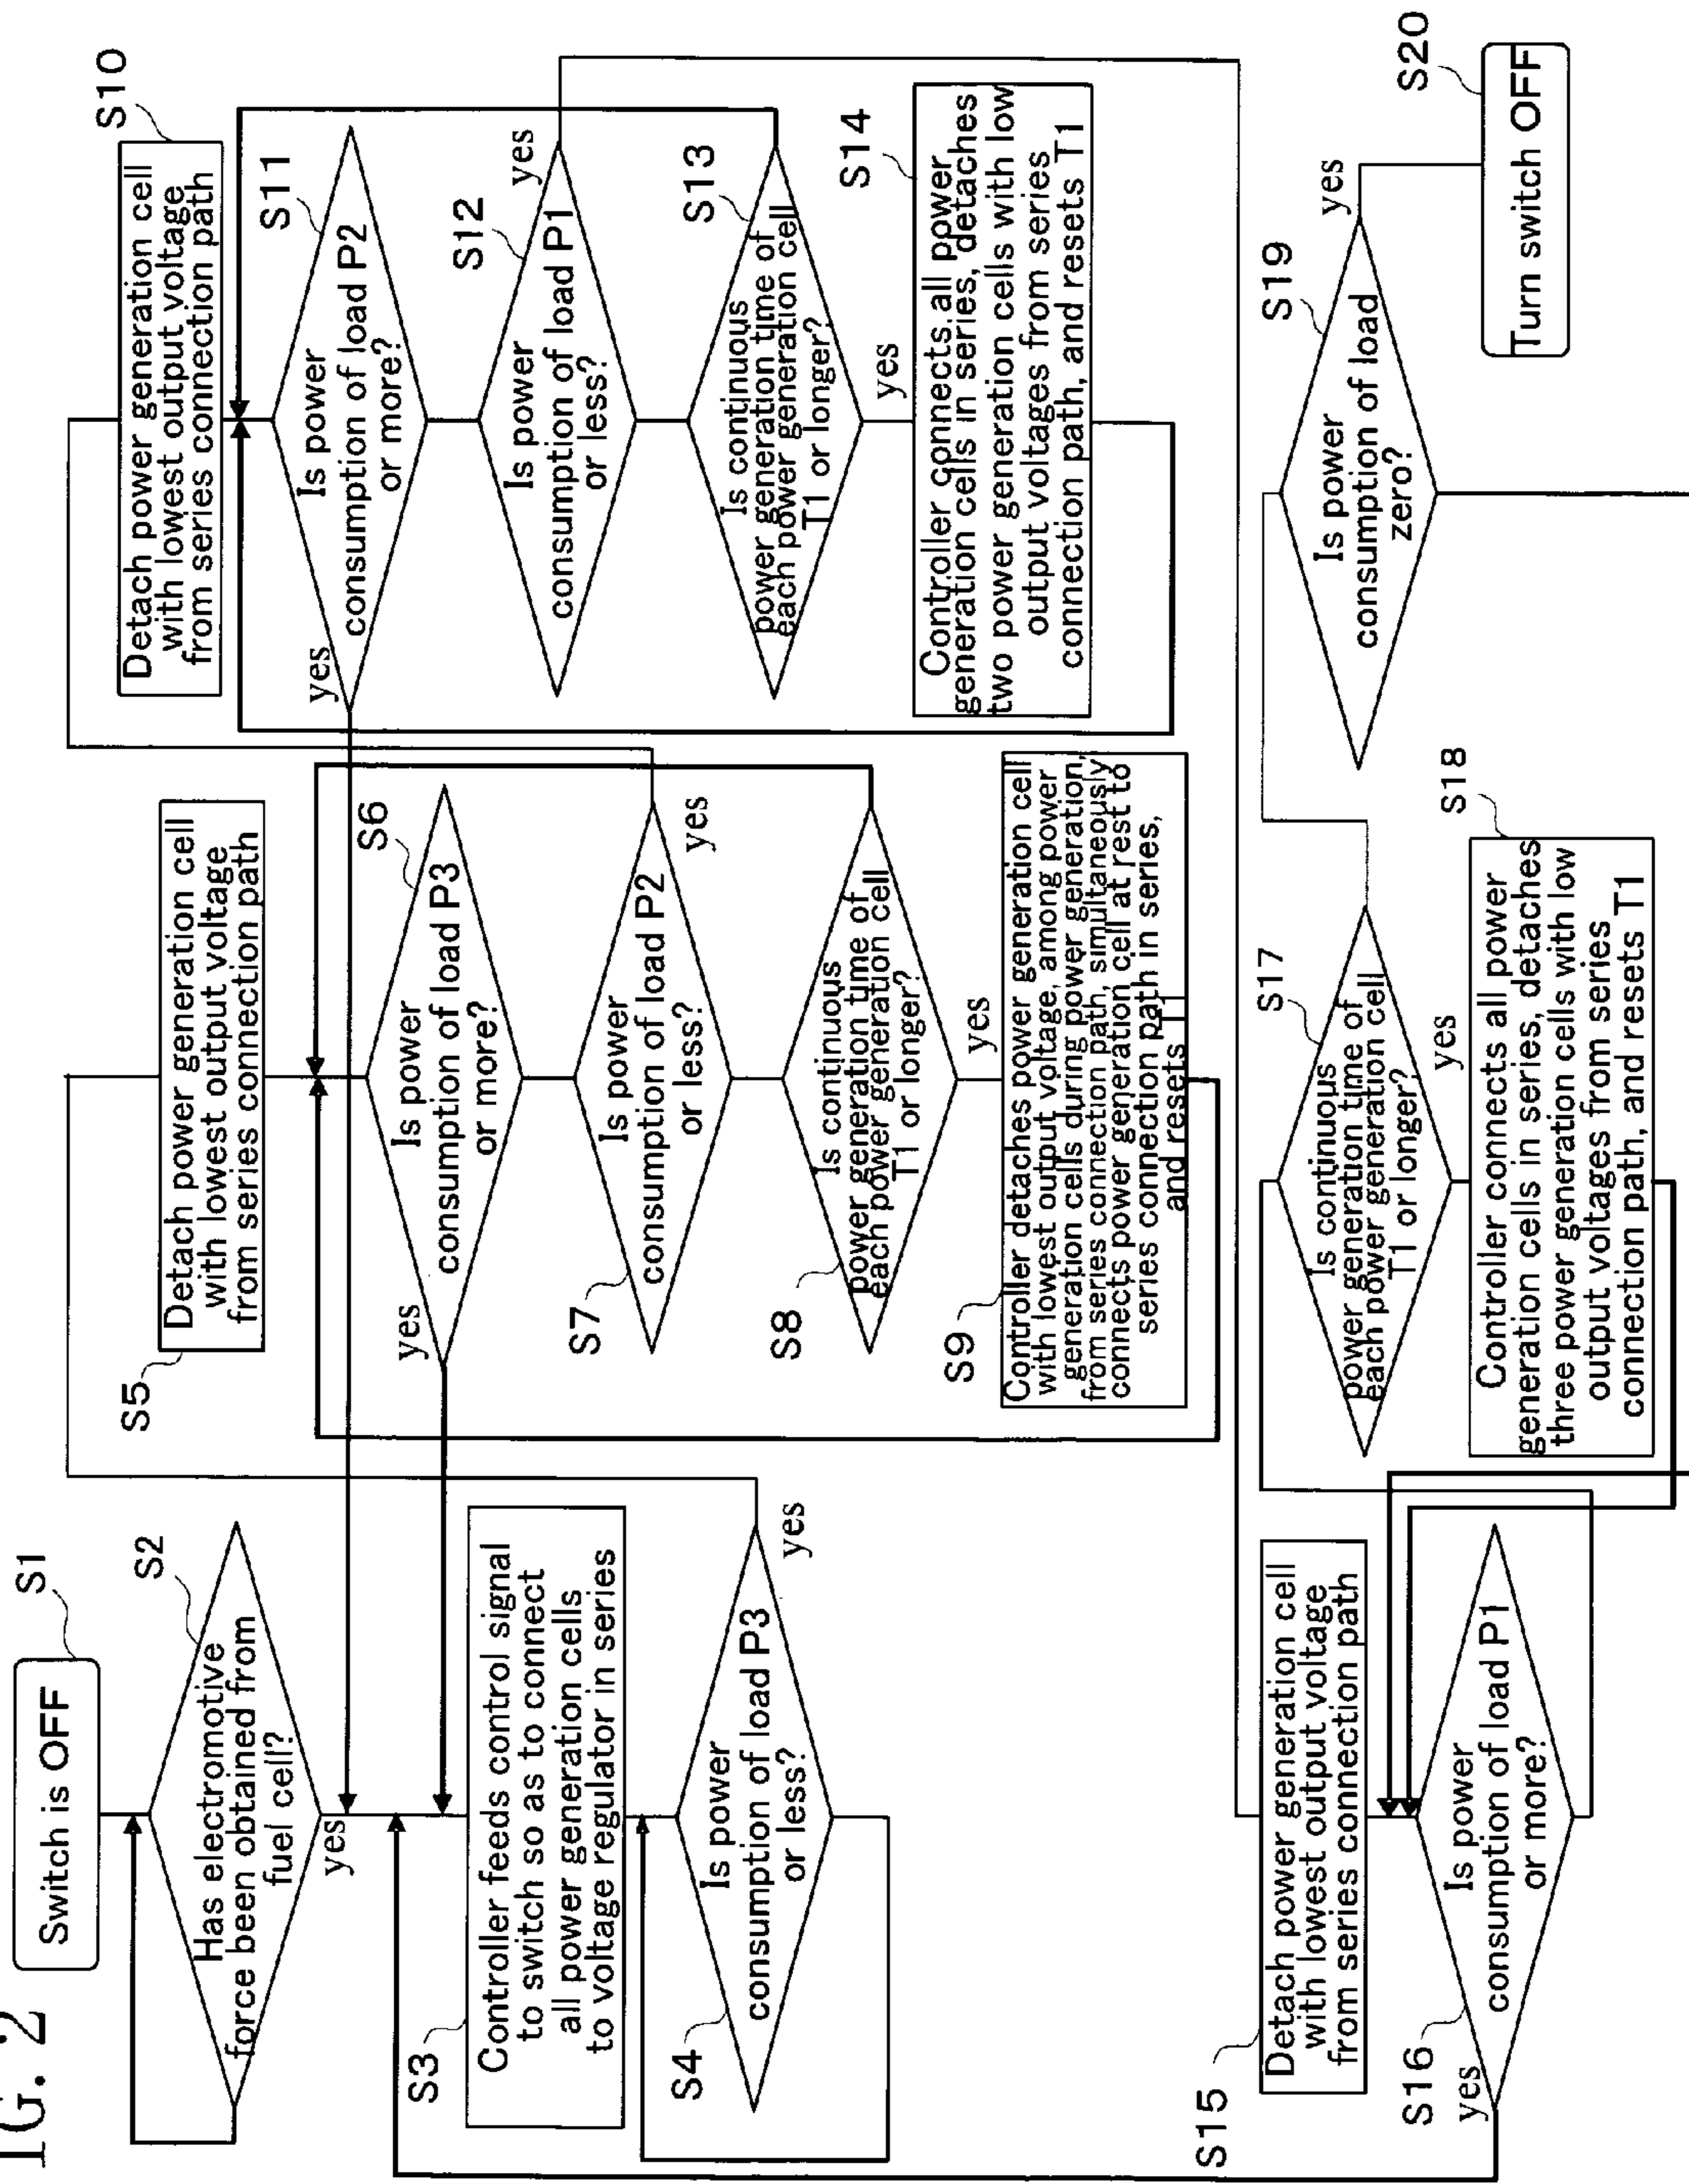 IG. 2
Switch is OFF
S1
Has electromotive
force been obtained from
fuel cell?
S2
yes
Controller feeds control signal
to switch so as to connect
all power generation cells
to voltage regulator in series
S3
Is power
consumption of load P3
or less?
S4
yes
Detach power generation cell
with lowest output voltage
from series connection path
S5
Is power
consumption of load P3
or more?
S6
yes
Is power
consumption of load P2
or less?
S7
yes
Is continuous
power generation time of
each power generation cell
T1 or longer?
S8
yes
Controller detaches power generation cell
with lowest output voltage, among power
generation cells during power generation,
from series connection path, simultaneously
connects power generation cell at rest to
series connection path in series,
and resets T1
S9
Detach power generation cell
with lowest output voltage
from series connection path
S10
Is power
consumption of load P2
or more?
S11
yes
Is power
consumption of load P1
or less?
S12
yes
Is continuous
power generation time of
each power generation cell
T1 or longer?
S13
yes
Controller connects all power
generation cells in series, detaches
two power generation cells with low
output voltages from series
connection path, and resets T1
S14
Detach power generation cell
with lowest output voltage
from series connection path
S15
Is power
consumption of load P1
or more?
S16
yes
Is continuous
power generation time of
each power generation cell
T1 or longer?
S17
yes
Controller connects all power
generation cells in series, detaches
three power generation cells with low
output voltages from series
connection path, and resets T1
S18
Is power
consumption of load
zero?
S19
yes
Turn switch OFF
S20